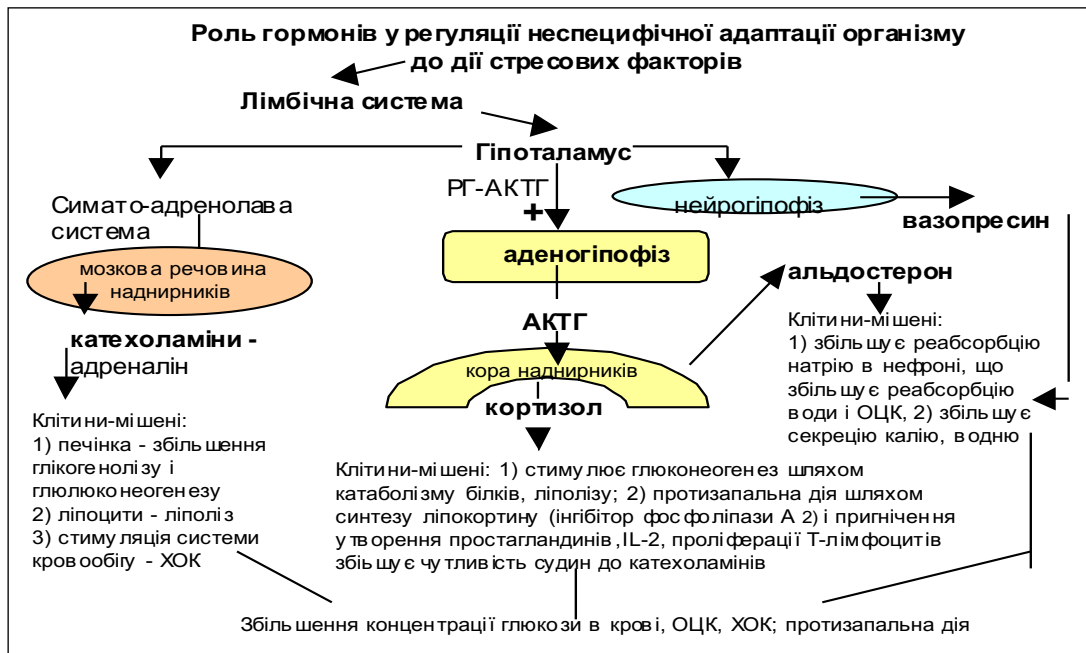 Роль гормонів у регуляції неспецифічної адаптації організму
до дії стресових факторів
Лімбічна система
Гіпоталамус
РГ-АКТГ
+
нейрогіпофіз
вазопресин
Симато-адренолава
система
мозкова речовина
наднирників
аденогіпофіз
альдостерон
катехоламіни -
адреналін
АКТГ
кора наднирників
кортизол
Клітини-мішені:
1) збільшує реабсорбцію
натрію в нефроні, що
збільшує реабсорбцію
води і ОЦК, 2) збільшує
секрецію калію, водню
Клітини-мішені:
1) печінка - збільшення
глікогенолізу і
глюлюконеогенезу
2) ліпоцити - ліполіз
3) стимуляція системи
кровообігу - ХОК
Клітини-мішені: 1) стимулює глюконеогенез шляхом
катаболізму білків, ліполізу; 2) протизапальна дія шляхом
синтезу ліпокортину (інгібітор фосфоліпази А 2) і пригнічення
утворення простагландинів, IL-2, проліферації Т-лімфоцитів
збіьшує чутливість судин до катехоламінів
Збільшення концентрації глюкози в крові, ОЦК, ХОК; протизапальна дія